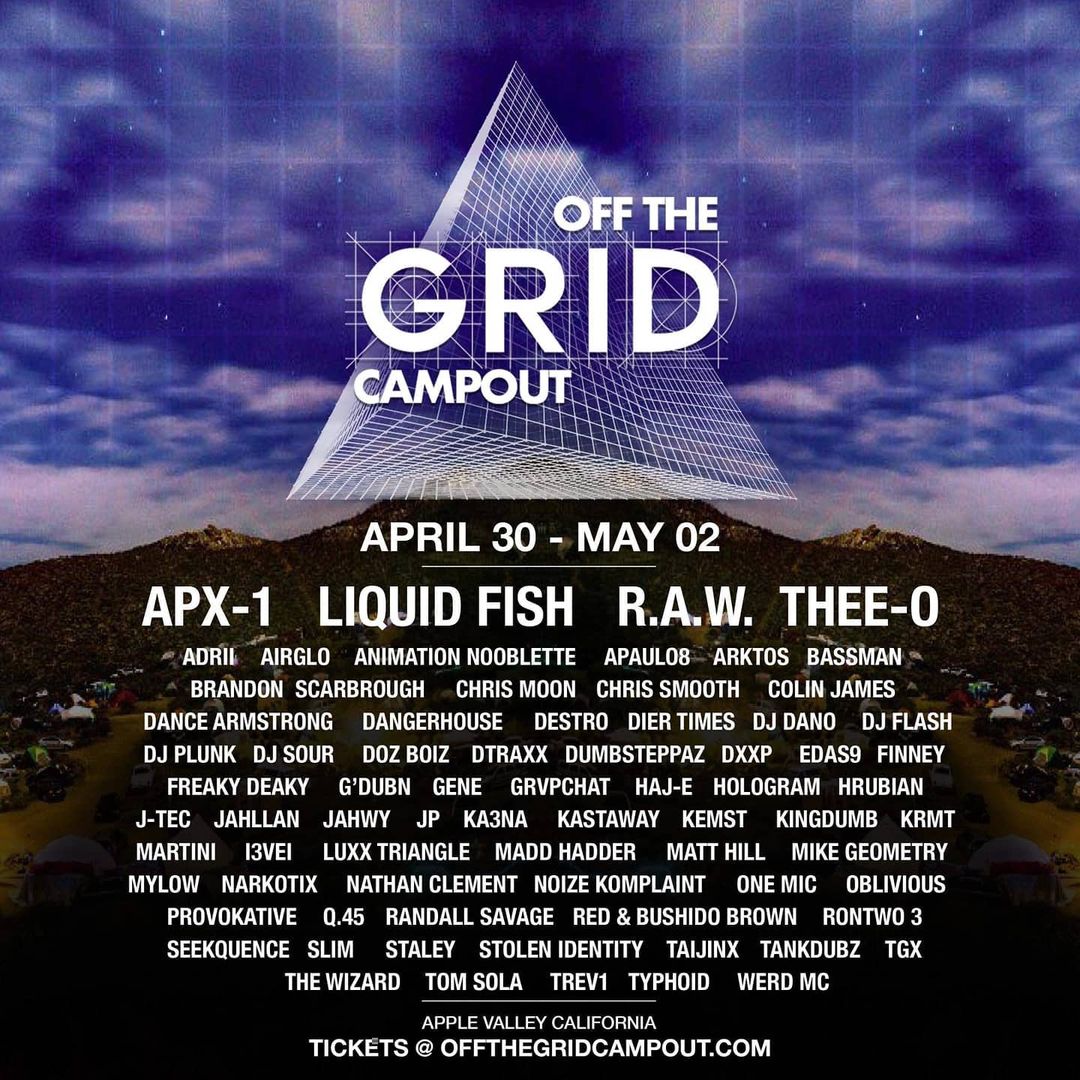 OFF THE
GRID
CAMPOUT
APRIL 30 - MAY 02
APX-1 LIQUID FISH R.A.W. THEE-O
ADRII AIRGLO ANIMATION NOOBLETTE APAULO8 ARKTOS BASSMAN
BRANDON SCARBROUGH CHRIS MOON CHRIS SMOOTH COLIN JAMES
DANCE ARMSTRONG DANGERHOUSE DESTRO DIER TIMES DJ DANO DJ FLASH
DJ PLUNK DJ SOUR DOZ BOIZ DTRAXX DUMBSTEPPAZ DXXP EDAS9 FINNEY
FREAKY DEAKY G'DUBN GENE GRVPCHAT HAJ-E HOLOGRAM HRUBIAN
J-TEC JAHLLAN JAHWY JP KA3NA KASTAWAY KEMST KINGDUMB KRMT
MARTINI I3VEI LUXX TRIANGLE MADD HADDER MATT HILL MIKE GEOMETRY
MYLOW NARKOTIX NATHAN CLEMENT NOIZE KOMPLAINT ONE MIC OBLIVIOUS
PROVOKATIVE Q.45 RANDALL SAVAGE RED & BUSHIDO BROWN RONTWO 3
SEEKQUENCE SLIM STALEY STOLEN IDENTITY TAIJINX TANKDUBZ TGX
THE WIZARD TOM SOLA TREV1 TYPHOID WERD MC
APPLE VALLEY CALIFORNIA
TICKETS @ OFFTHEGRIDCAMPOUT.COM